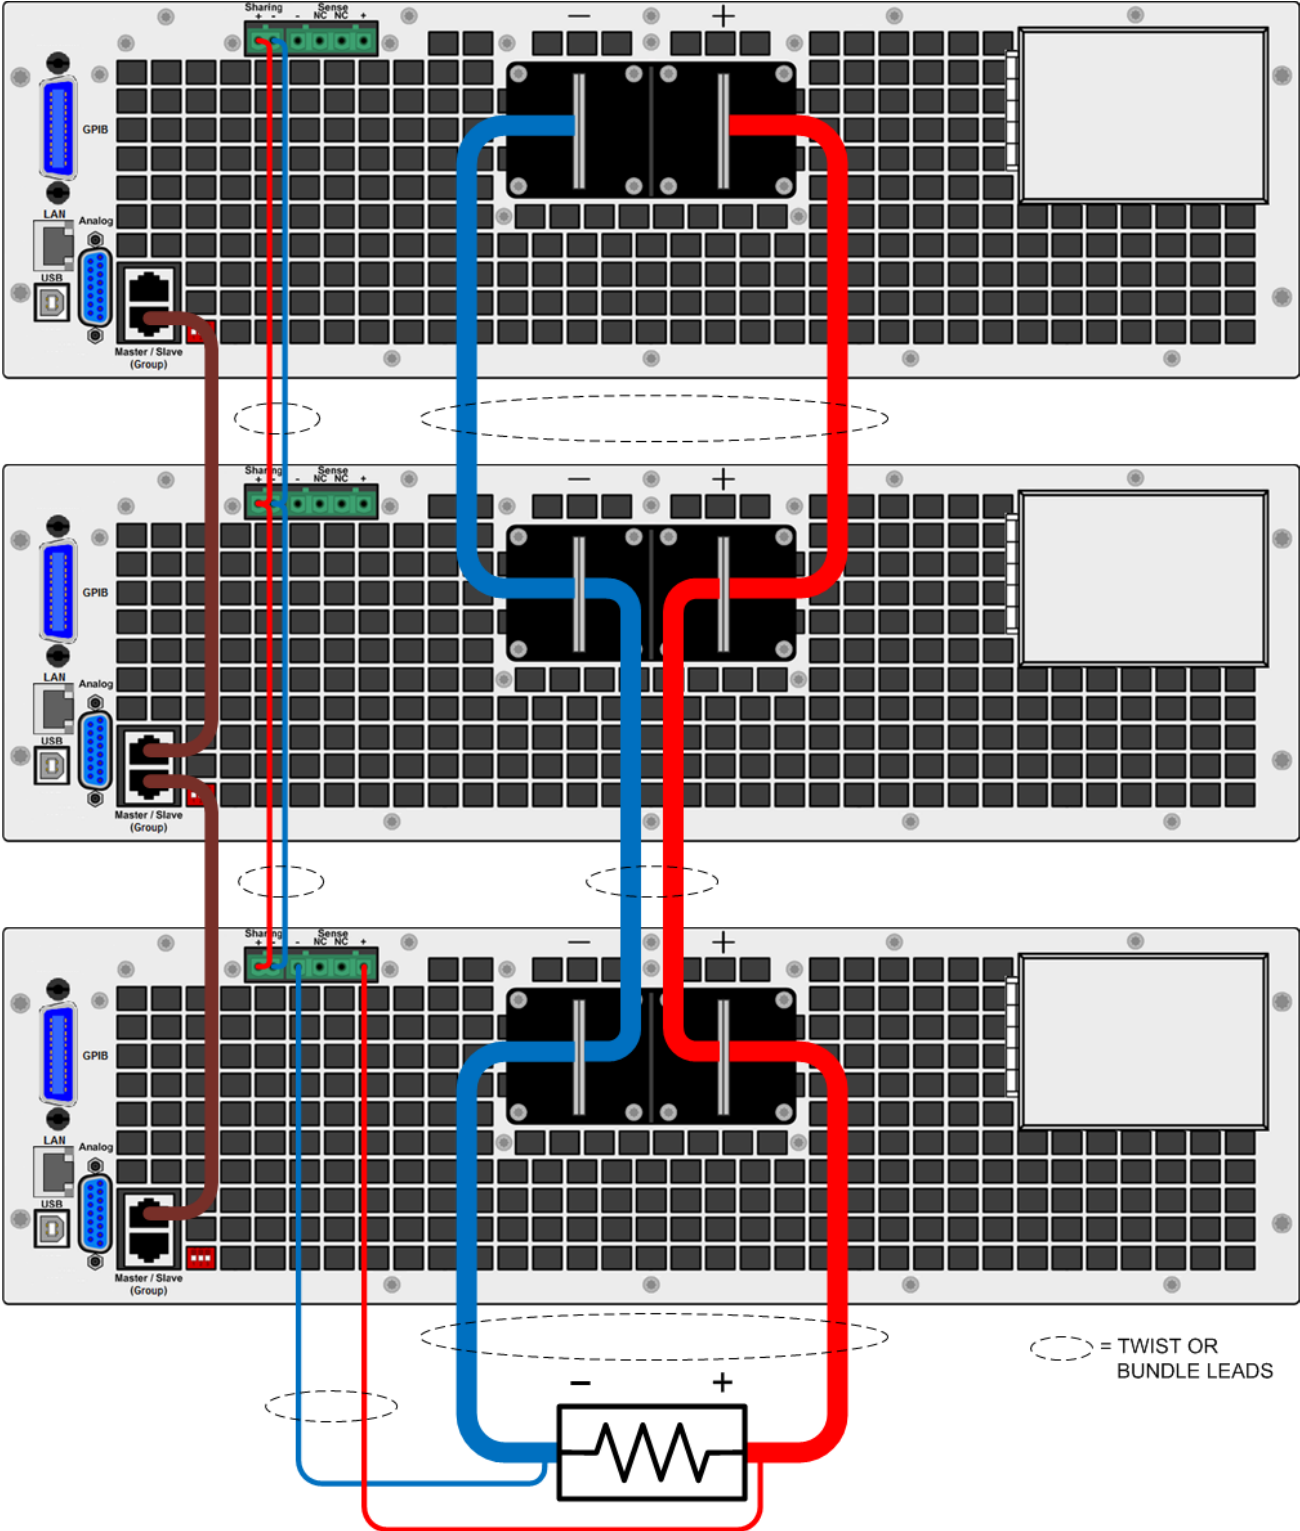 Sharing Sense
+ - - NC NC +
— +
GPIB
LAN
Analog
USB
Master / Slave
(Group)
Sharing Sense
+ - - NC NC +
— +
GPIB
LAN
Analog
USB
Master / Slave
(Group)
Sharing Sense
+ - - NC NC +
— +
GPIB
LAN
Analog
USB
Master / Slave
(Group)
= TWIST OR
BUNDLE LEADS
− +